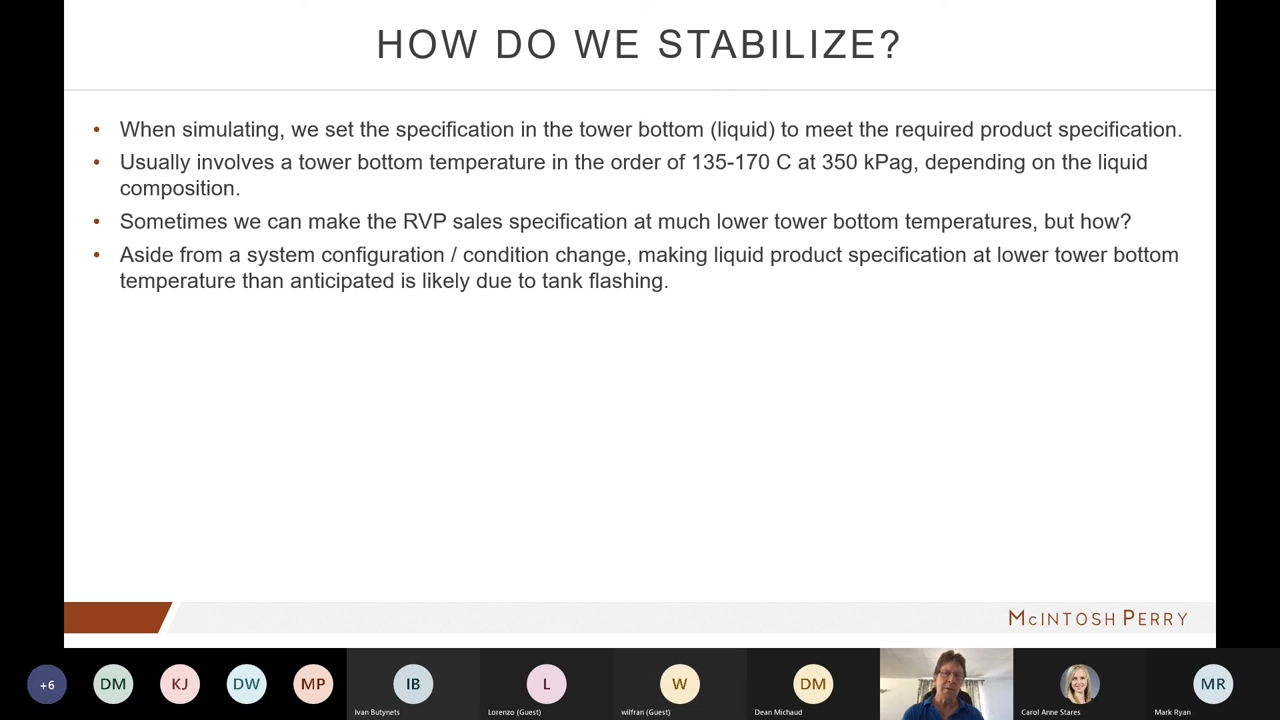 HOW DO WE STABILIZE?
• When simulating, we set the specification in the tower bottom (liquid) to meet the required product specification.
• Usually involves a tower bottom temperature in the order of 135-170 C at 350 kPag, depending on the liquid
composition.
• Sometimes we can make the RVP sales specification at much lower tower bottom temperatures, but how?
• Aside from a system configuration / condition change, making liquid product specification at lower tower bottom
temperature than anticipated is likely due to tank flashing.
McINTOSH PERRY
+6 DM KJ DW MP IB L W DM MR
Ivan Butynets Lorenzo (Guest) wilfran (Guest) Dean Michaud Carol Anne Stares Mark Ryan